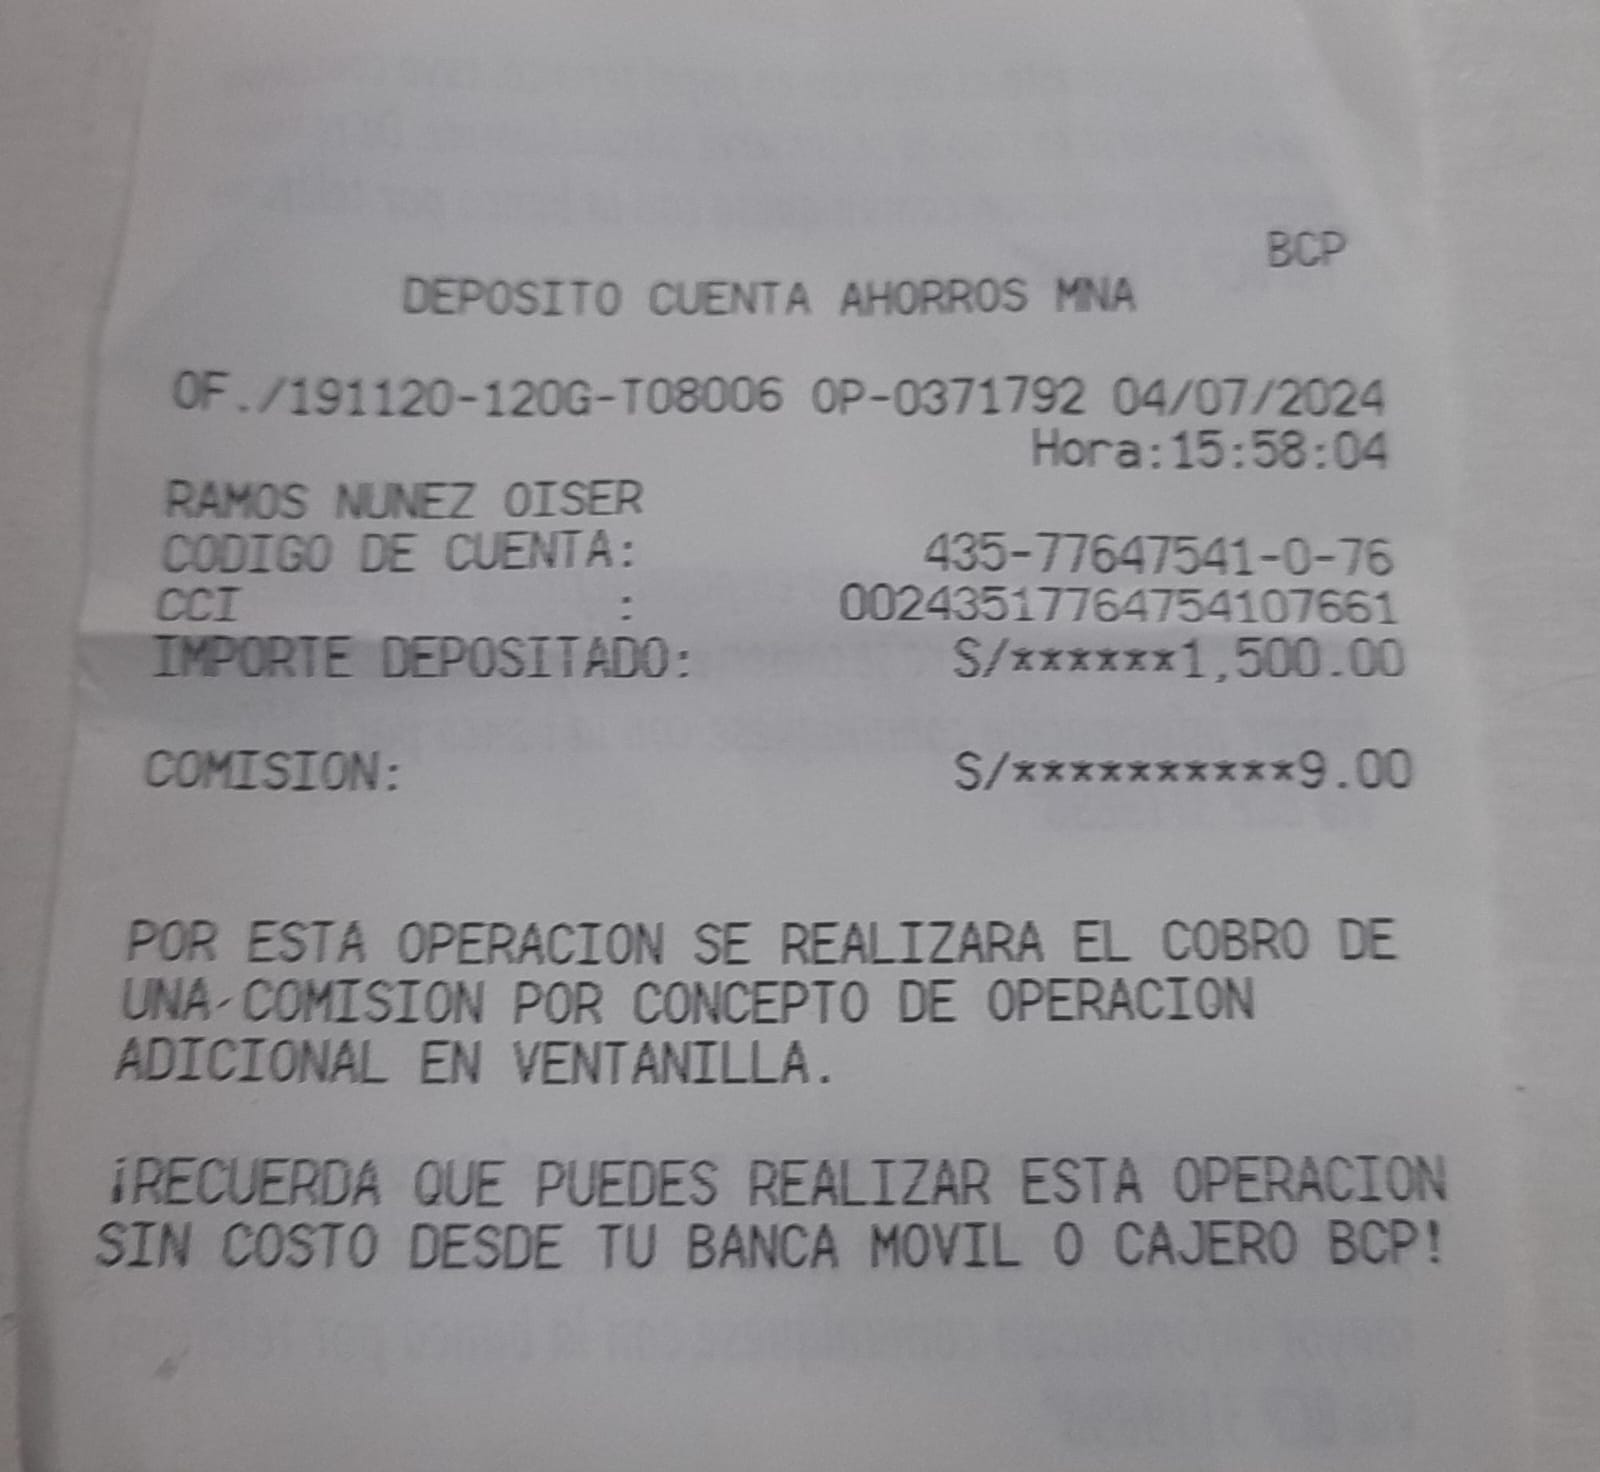 BCP
DEPOSITO CUENTA AHORROS MNA
OF./191120-120G-T08006 OP-0371792 04/07/2024
Hora:15:58:04
RAMOS NUNEZ OISER
CODIGO DE CUENTA: 435-77647541-0-76
CCI : 00243517764754107661
IMPORTE DEPOSITADO: S/******1,500.00
COMISION: S/**********9.00
POR ESTA OPERACION SE REALIZARA EL COBRO DE
UNA COMISION POR CONCEPTO DE OPERACION
ADICIONAL EN VENTANILLA.
¡RECUERDA QUE PUEDES REALIZAR ESTA OPERACION
SIN COSTO DESDE TU BANCA MOVIL O CAJERO BCP!